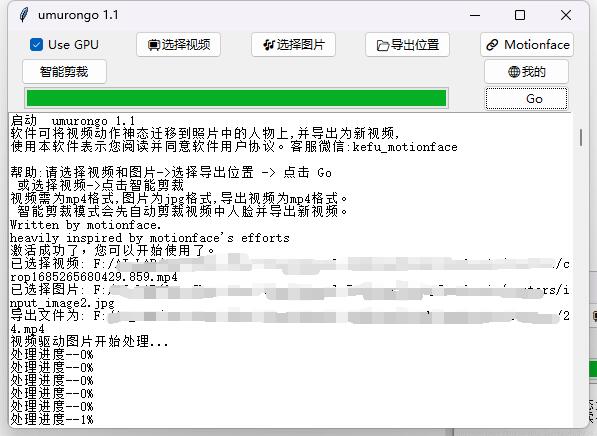 umurongo 1.1
Use GPU
选择视频
选择图片
导出位置
Motionface
智能剪裁
我的
Go
启动  umurongo 1.1
软件可将视频动作神态迁移到照片中的人物上,并导出为新视频,
使用本软件表示您阅读并同意软件用户协议。客服微信:kefu_motionface
帮助:请选择视频和图片->选择导出位置 -> 点击 Go
或选择视频->点击智能剪裁
视频需为mp4格式,图片为jpg格式,导出视频为mp4格式。
智能剪裁模式会先自动剪裁视频中人脸并导出新视频。
Written by motionface.
heavily inspired by motionface's efforts
激活成功了，您可以开始使用了。
已选择视频: F:/ /c
rop1685265680429.859.mp4
已选择图片: F:/ /i
nput_image2.jpg
导出文件为: F:/ /2
4.mp4
视频驱动图片开始处理...
处理进度--0%
处理进度--0%
处理进度--0%
处理进度--0%
处理进度--0%
处理进度--1%